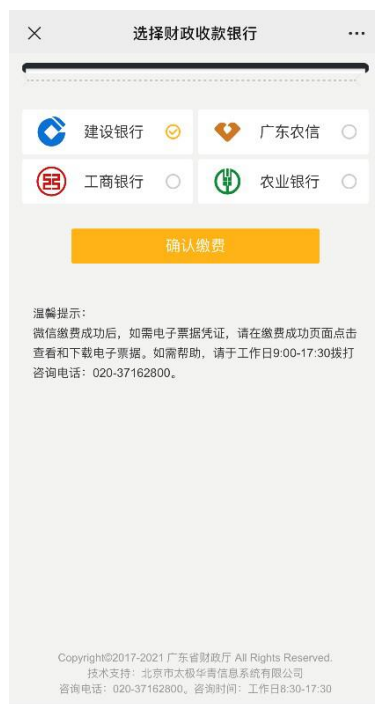 选择财政收款银行
建设银行
广东农信
工商银行
农业银行
确认缴费
温馨提示：
微信缴费成功后，如需电子票据凭证，请在缴费成功页面点击
查看和下载电子票据。如需帮助，请于工作日9:00-17:30拨打
咨询电话：020-37162800。
Copyright©2017-2021 广东省财政厅 All Rights Reserved.
技术支持：北京市太极华青信息系统有限公司
咨询电话：020-37162800。咨询时间：工作日8:30-17:30